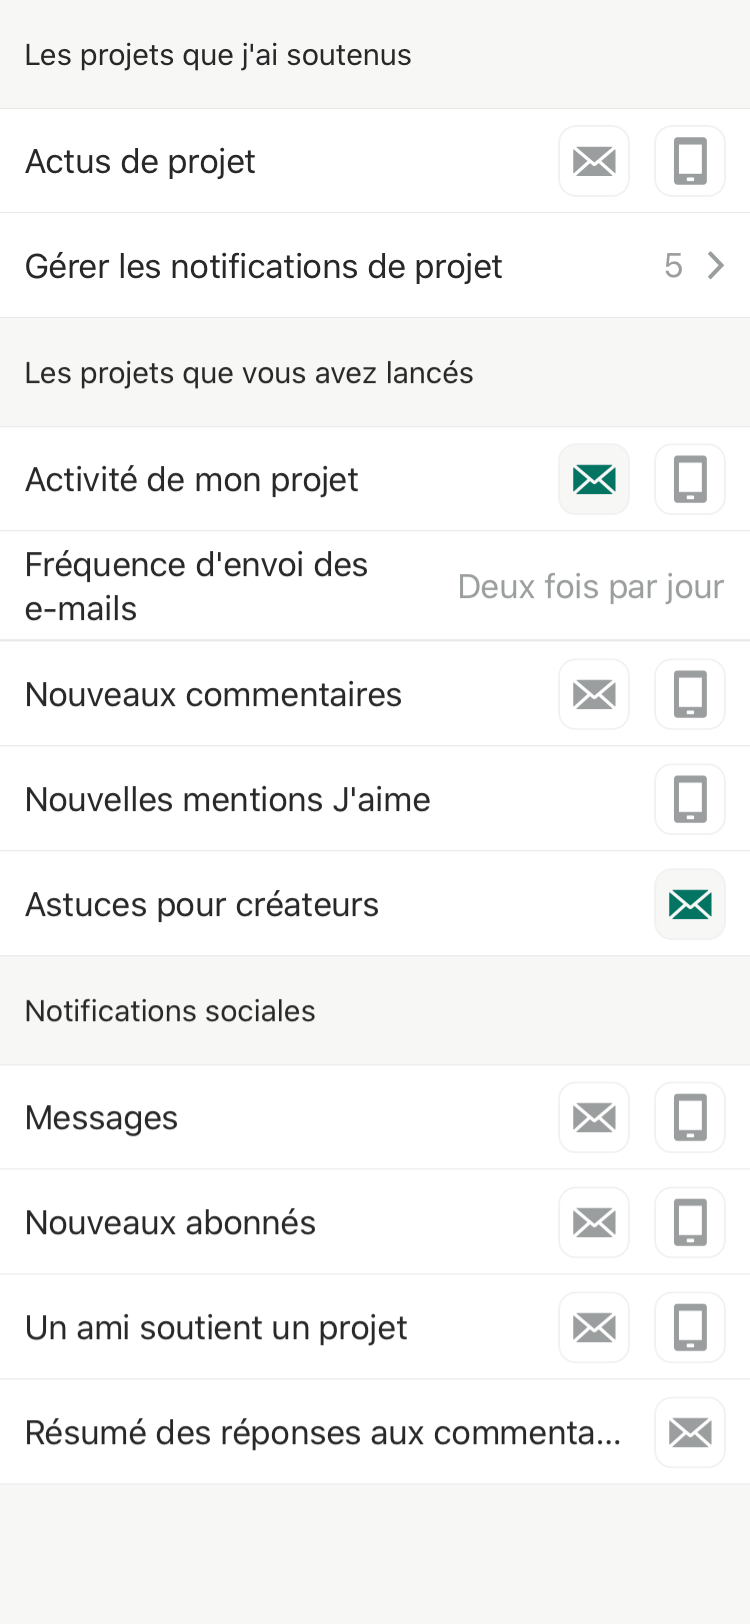 Les projets que j'ai soutenus
Actus de projet
Gérer les notifications de projet 5
Les projets que vous avez lancés
Activité de mon projet
Fréquence d'envoi des
e-mails
Deux fois par jour
Nouveaux commentaires
Nouvelles mentions J'aime
Astuces pour créateurs
Notifications sociales
Messages
Nouveaux abonnés
Un ami soutient un projet
Résumé des réponses aux commenta...